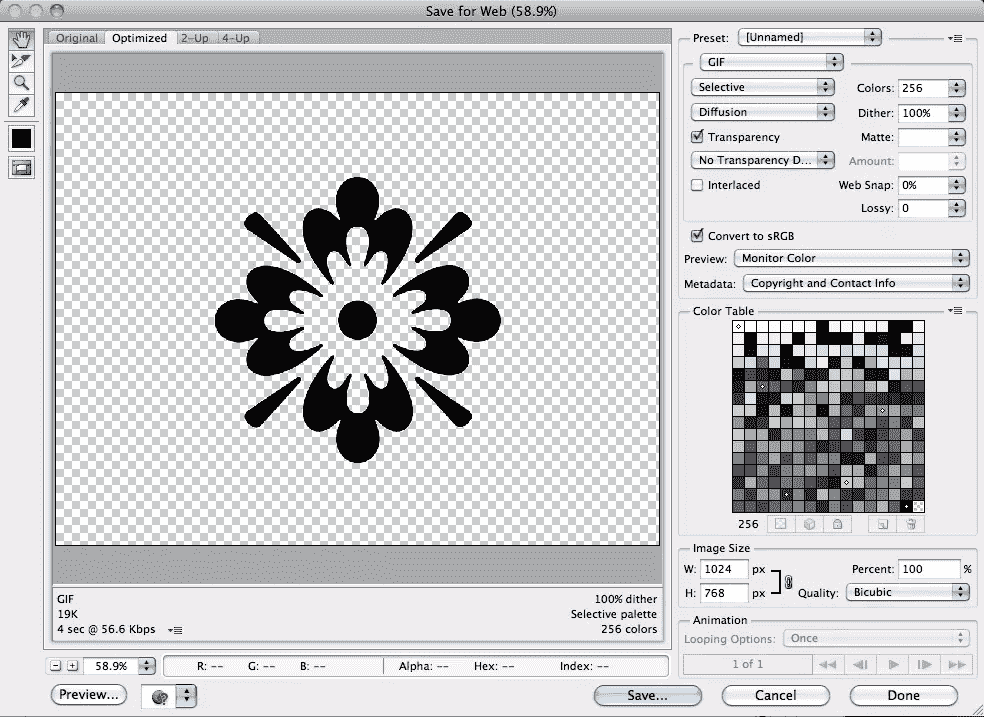 Save for Web (58.9%)
Original Optimized 2-Up 4-Up
Preset: [Unnamed]
GIF
Selective Colors: 256
Diffusion Dither: 100%
Transparency Matte:
No Transparency D... Amount:
Interlaced Web Snap: 0%
Lossy: 0
Convert to sRGB
Preview: Monitor Color
Metadata: Copyright and Contact Info
Color Table
256
Image Size
W: 1024 px Percent: 100 %
H: 768 px Quality: Bicubic
Animation
Looping Options: Once
1 of 1
GIF 100% dither
19K Selective palette
4 sec @ 56.6 Kbps 256 colors
58.9% R: -- G: -- B: -- Alpha: -- Hex: -- Index: --
Preview... Save... Cancel Done